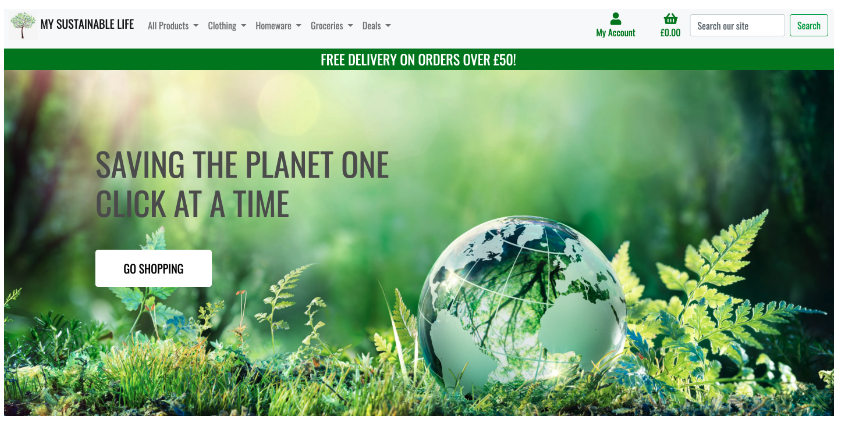 MY SUSTAINABLE LIFE
All Products
Clothing
Homeware
Groceries
Deals
My Account
£0.00
Search our site
Search
FREE DELIVERY ON ORDERS OVER £50!
SAVING THE PLANET ONE
CLICK AT A TIME
GO SHOPPING